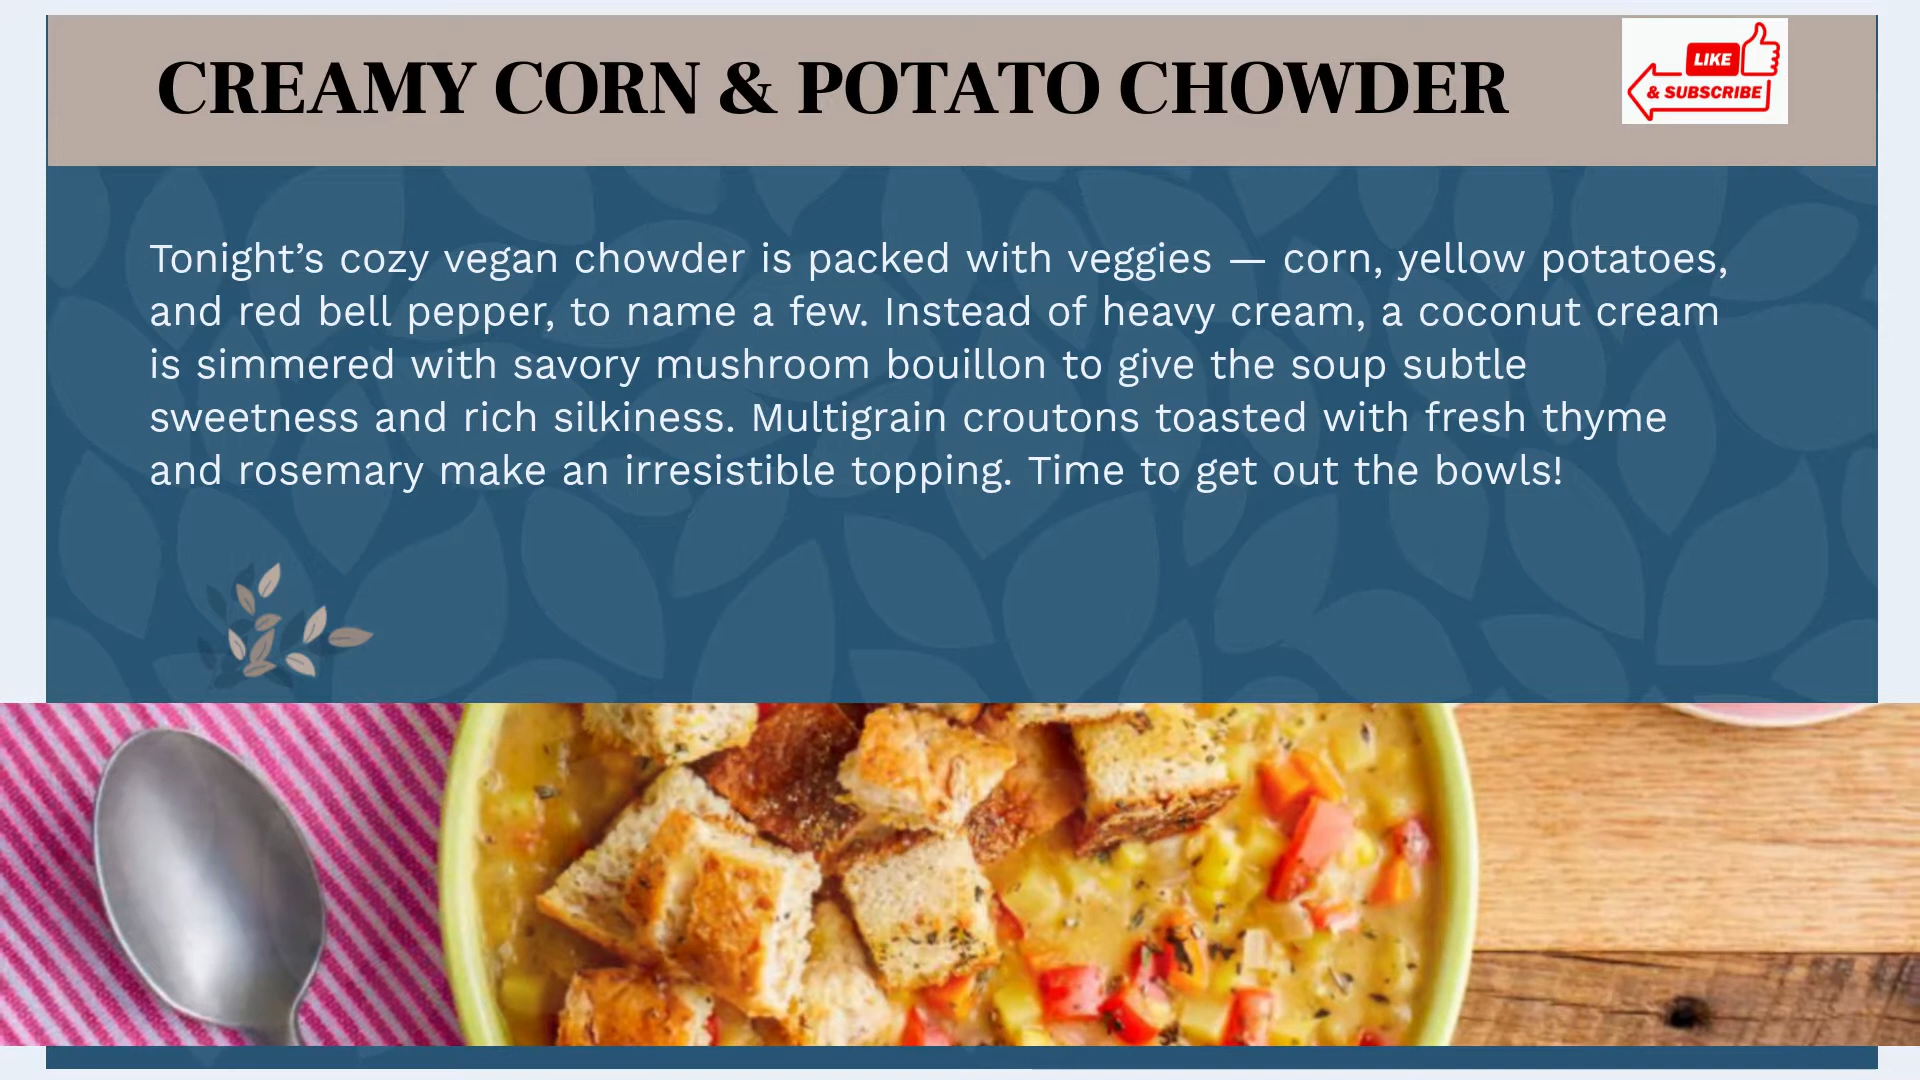 CREAMY CORN & POTATO CHOWDER
LIKE
& SUBSCRIBE
Tonight’s cozy vegan chowder is packed with veggies — corn, yellow potatoes,
and red bell pepper, to name a few. Instead of heavy cream, a coconut cream
is simmered with savory mushroom bouillon to give the soup subtle
sweetness and rich silkiness. Multigrain croutons toasted with fresh thyme
and rosemary make an irresistible topping. Time to get out the bowls!